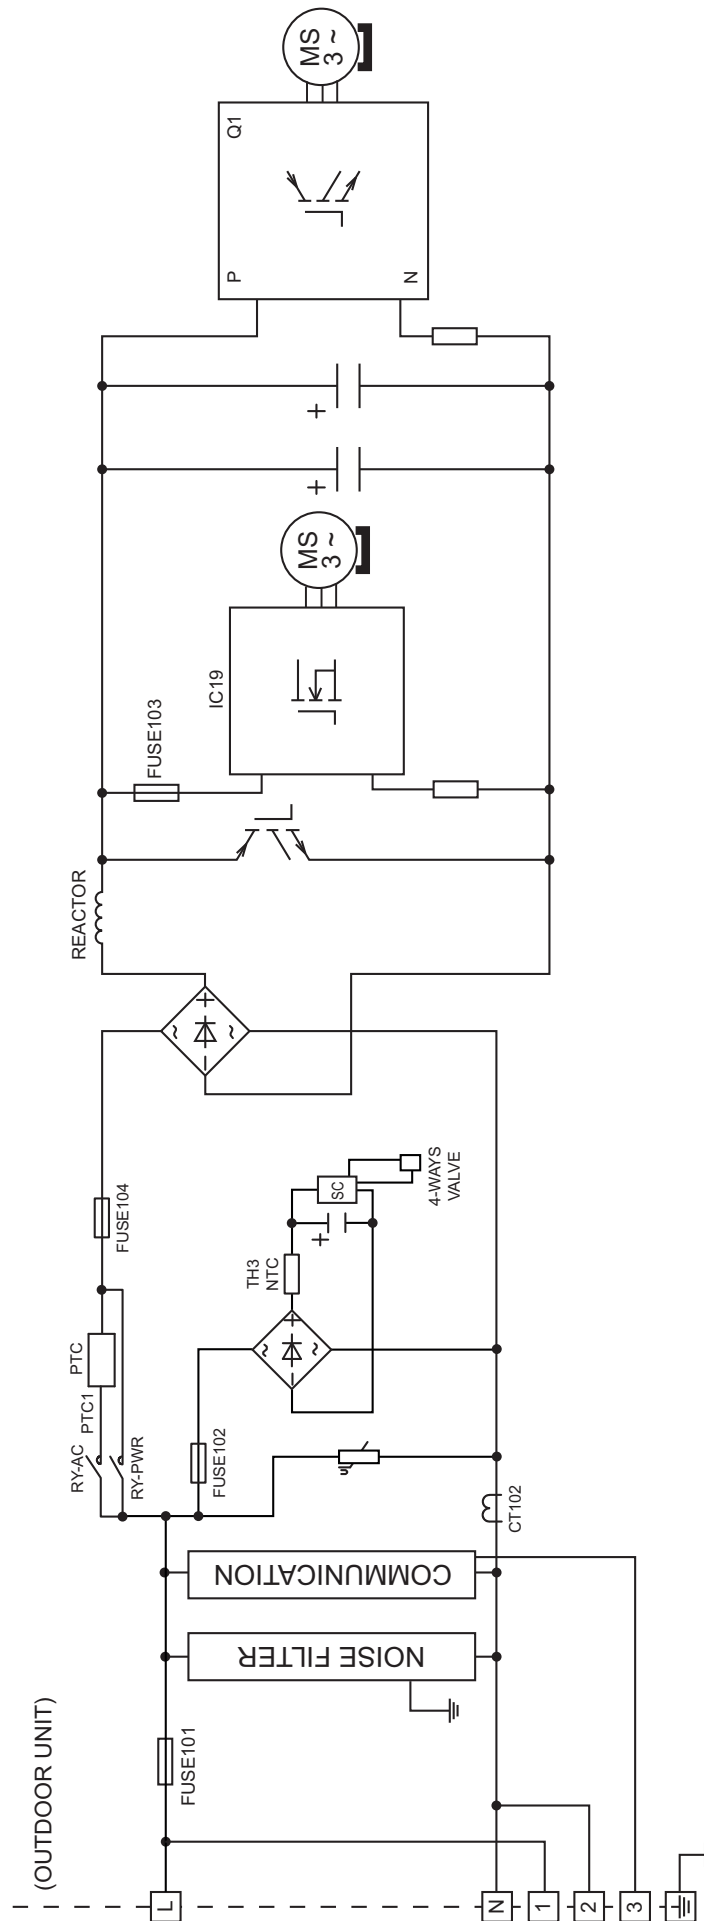 (OUTDOOR UNIT)
L
N
1
2
3
FUSE101
NOISE FILTER
COMMUNICATION
CT102
RY-AC
RY-PWR
PTC1
PTC
FUSE102
FUSE104
TH3
NTC
+
SC
4-WAYS
VALVE
~
+
~
~
+
~
REACTOR
FUSE103
IC19
MS
3 ~
+
+
P
N
Q1
MS
3 ~